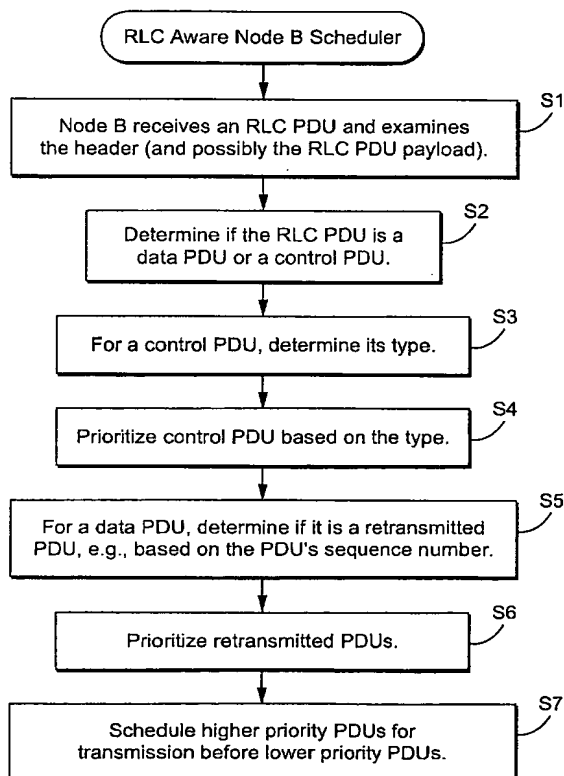 RLC Aware Node B Scheduler
S1
Node B receives an RLC PDU and examines
the header (and possibly the RLC PDU payload).
S2
Determine if the RLC PDU is a
data PDU or a control PDU.
S3
For a control PDU, determine its type.
S4
Prioritize control PDU based on the type.
S5
For a data PDU, determine if it is a retransmitted
PDU, e.g., based on the PDU's sequence number.
S6
Prioritize retransmitted PDUs.
S7
Schedule higher priority PDUs for
transmission before lower priority PDUs.